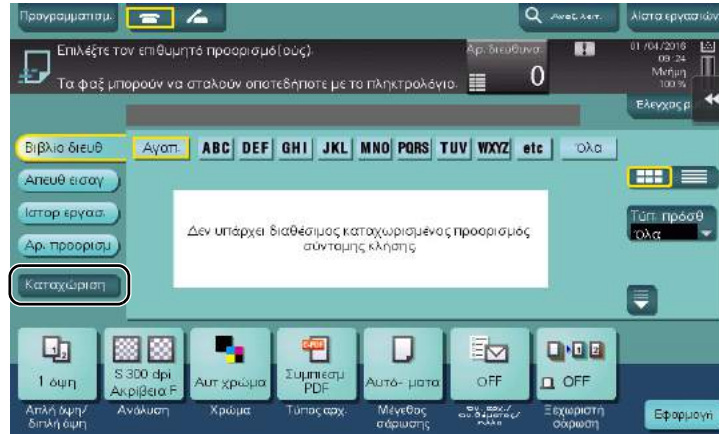 Προγραμματισμ.
Αναζ. λειτ.
Λίστα εργασιών
Επιλέξτε τον επιθυμητό προορισμό(ούς).
Τα φαξ μπορούν να σταλούν οποτεδήποτε με το πληκτρολόγιο.
Αρ. διευθυνσ.
0
01 /04/2016
09:24
Μνήμη
100 %
Ελεγχος ρ
Βιβλιο διευθ
Αγαπ.
ABC DEF GHI JKL MNO PQRS TUV WXYZ etc
Όλα
Απευθ εισαγ
Ιστορ εργασ.
Αρ. προορισμ
Καταχώριση
Δεν υπάρχει διαθέσιμος καταχωρισμένος προορισμός
σύντομης κλήσης.
Τύπ. πρόσθ
Όλα
1 όψη
S 300 dpi
Ακρίβεια F
Αυτ χρώμα
Συμπιεσμ
PDF
Αυτό- ματα
OFF
OFF
Απλή όψη/
διπλή όψη
Ανάλυση
Χρώμα
Τύπος αρχ.
Μέγεθος
σάρωσης
Ξεχωριστή
σάρωση
Εφαρμογή